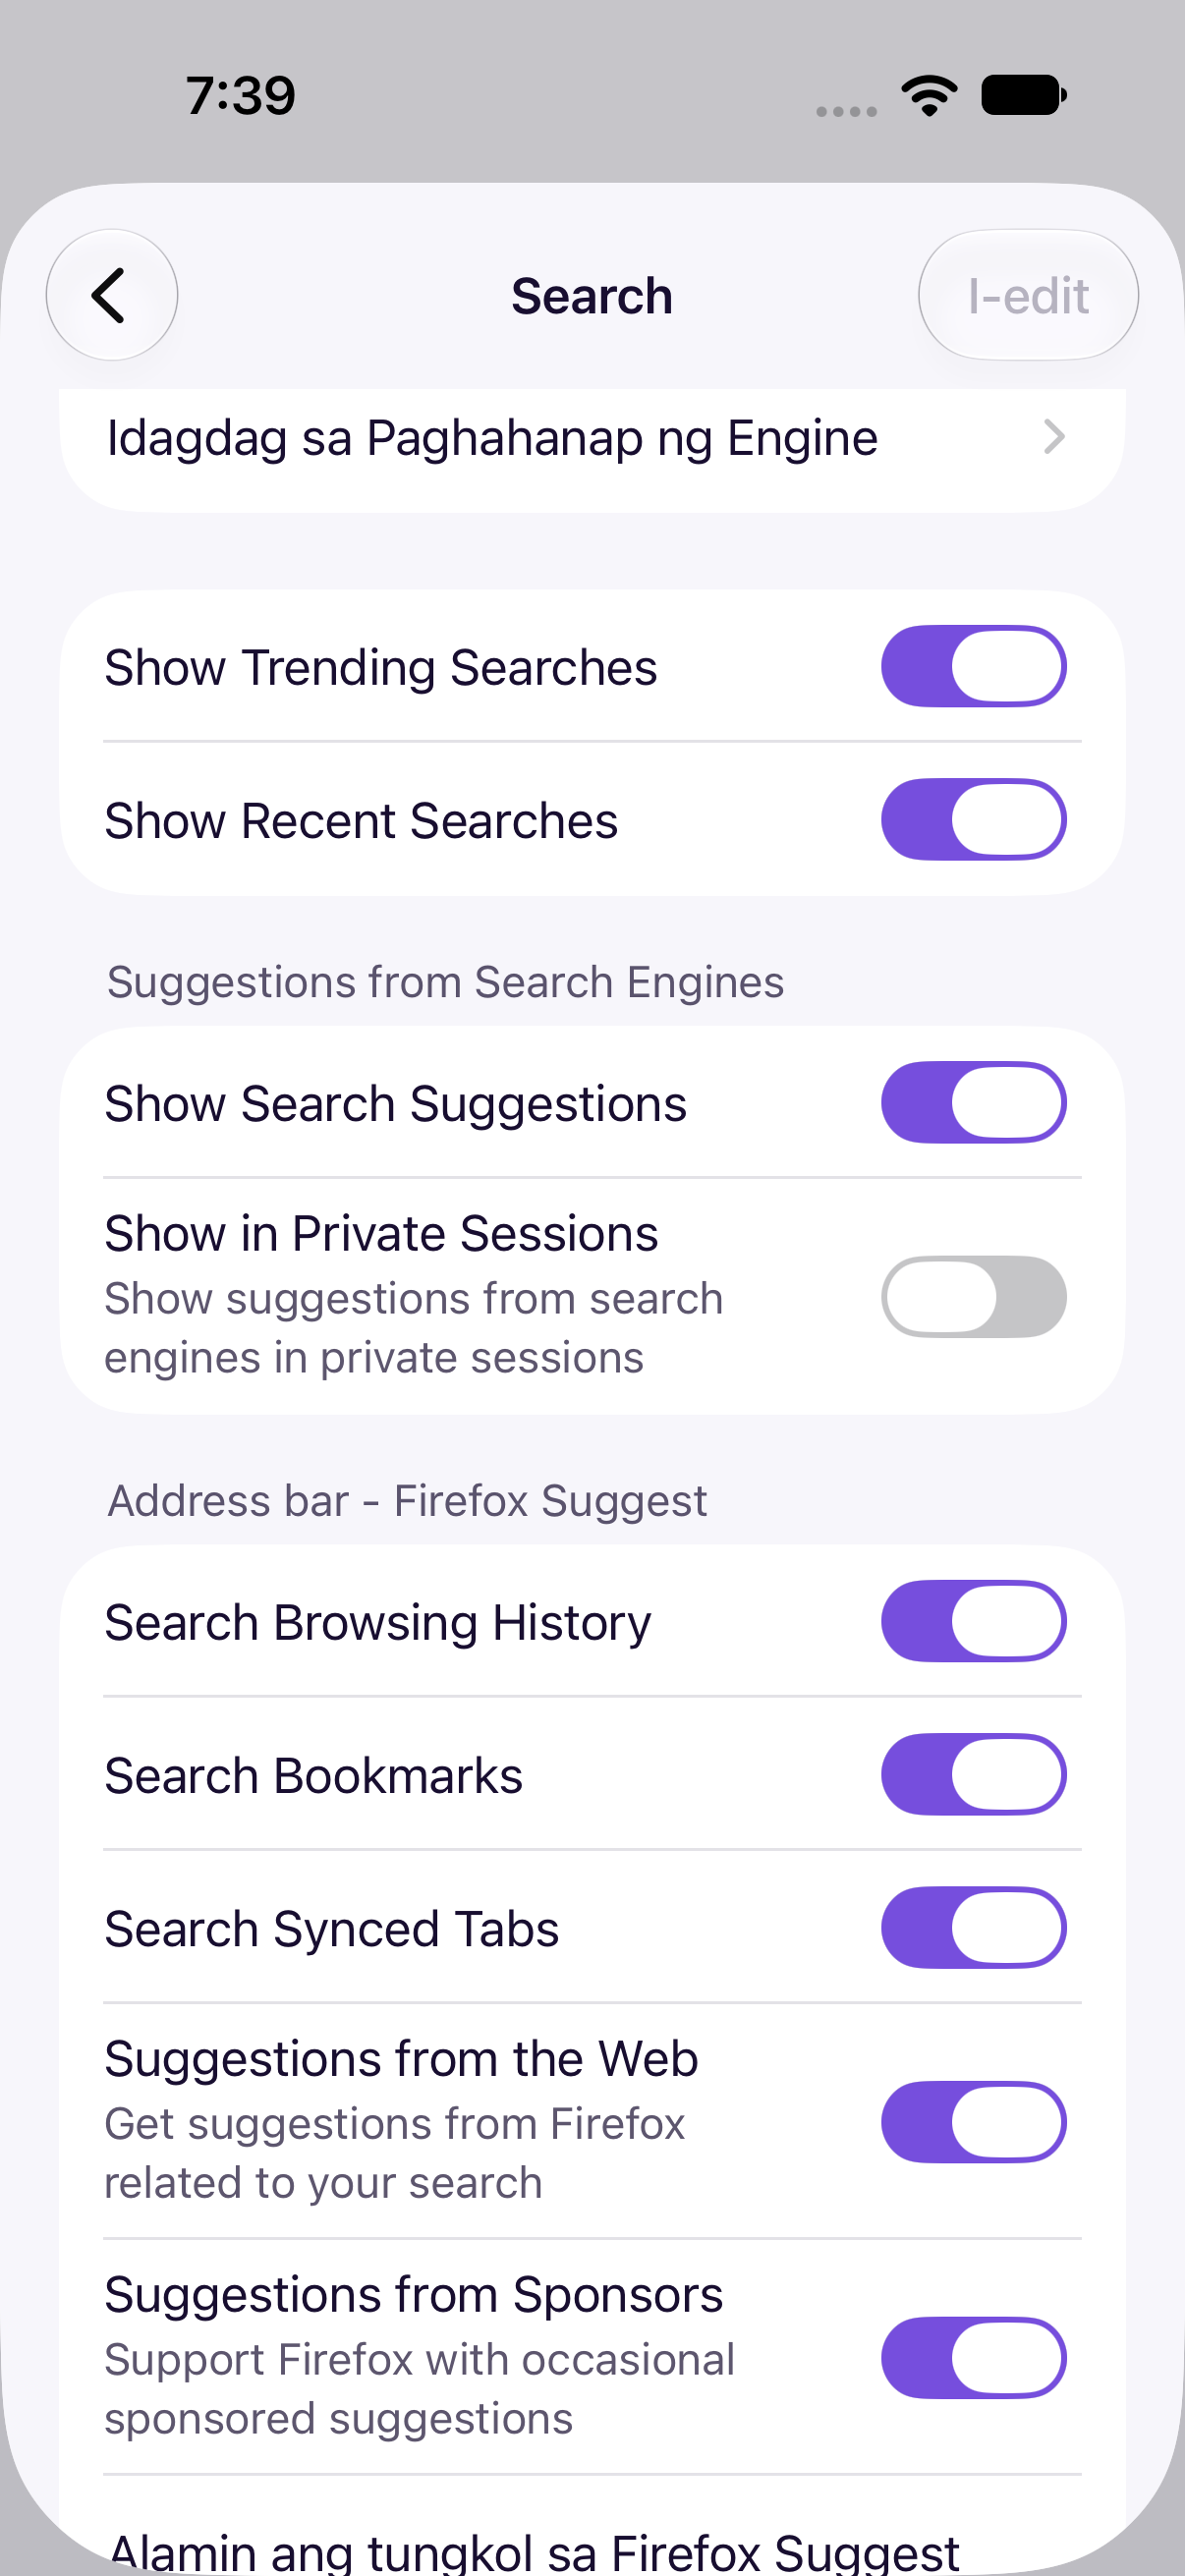 7:39
Search
I-edit
Idagdag sa Paghahanap ng Engine
Show Trending Searches
Show Recent Searches
Suggestions from Search Engines
Show Search Suggestions
Show in Private Sessions
Show suggestions from search
engines in private sessions
Address bar - Firefox Suggest
Search Browsing History
Search Bookmarks
Search Synced Tabs
Suggestions from the Web
Get suggestions from Firefox
related to your search
Suggestions from Sponsors
Support Firefox with occasional
sponsored suggestions
Alamin ang tungkol sa Firefox Suggest